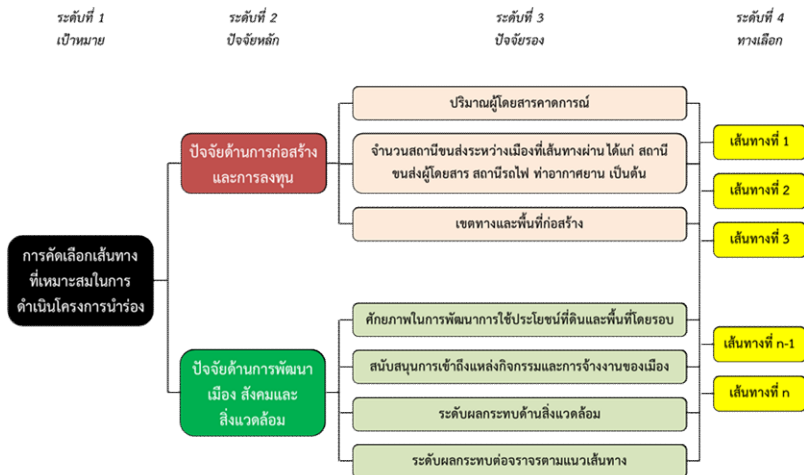 ระดับที่ 1
เป้าหมาย
ระดับที่ 2
ปัจจัยหลัก
ระดับที่ 3
ปัจจัยรอง
ระดับที่ 4
ทางเลือก
การคัดเลือกเส้นทาง
ที่เหมาะสมในการ
ดำเนินโครงการนำร่อง
ปัจจัยด้านการก่อสร้าง
และการลงทุน
ปริมาณผู้โดยสารคาดการณ์
จำนวนสถานีขนส่งระหว่างเมืองที่เส้นทางผ่าน ได้แก่ สถานี
ขนส่งผู้โดยสาร สถานีรถไฟ ท่าอากาศยาน เป็นต้น
เขตทางและพื้นที่ก่อสร้าง
ปัจจัยด้านการพัฒนา
เมือง สังคมและ
สิ่งแวดล้อม
ศักยภาพในการพัฒนาการใช้ประโยชน์ที่ดินและพื้นที่โดยรอบ
สนับสนุนการเข้าถึงแหล่งกิจกรรมและการจ้างงานของเมือง
ระดับผลกระทบด้านสิ่งแวดล้อม
ระดับผลกระทบต่อจราจรตามแนวเส้นทาง
เส้นทางที่ 1
เส้นทางที่ 2
เส้นทางที่ 3
เส้นทางที่ n-1
เส้นทางที่ n